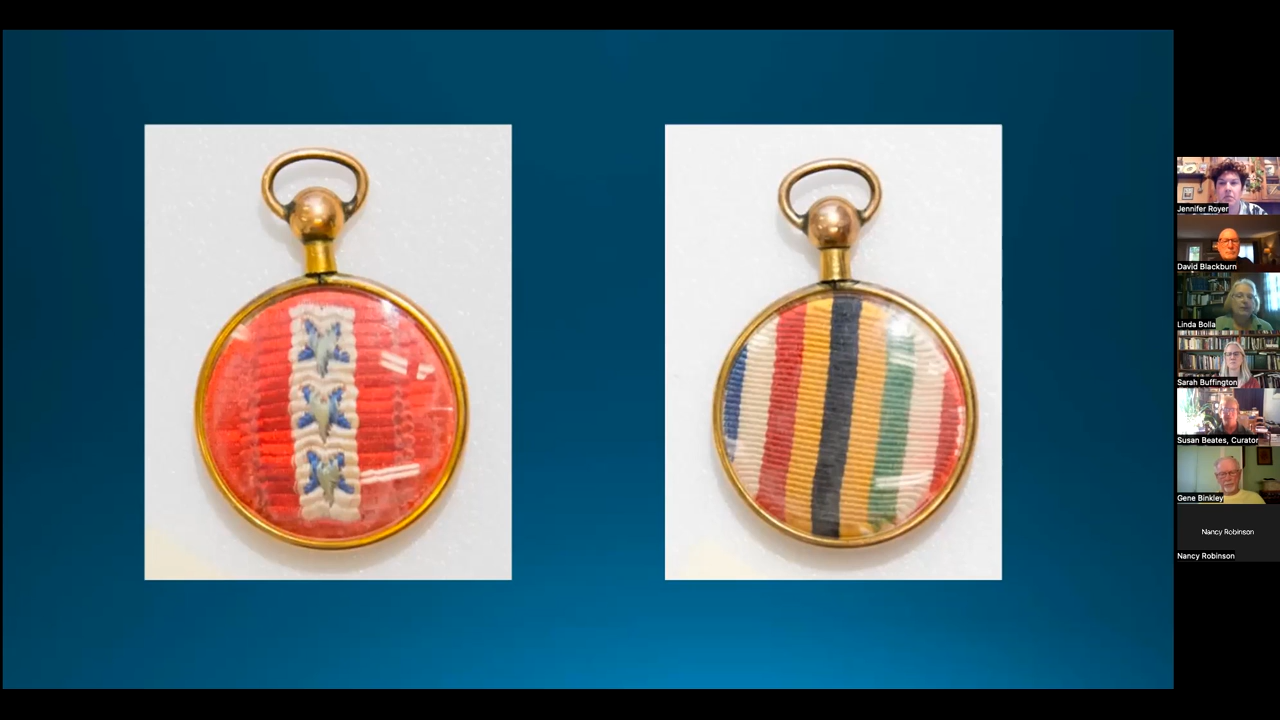 Jennifer Royer
David Blackburn
Linda Bolla
Sarah Buffington
Susan Beates, Curator
Gene Binkley
Nancy Robinson
Nancy Robinson